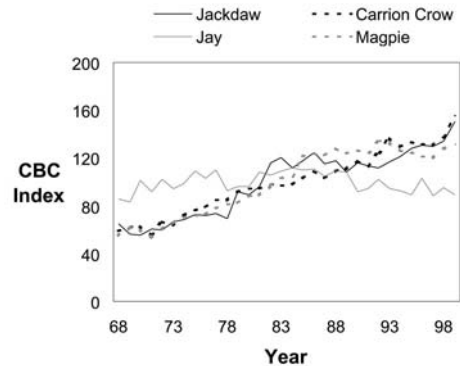 Jackdaw Carrion Crow
Jay Magpie
200
160
120
80
40
0
CBC
Index
68 73 78 83 88 93 98
Year